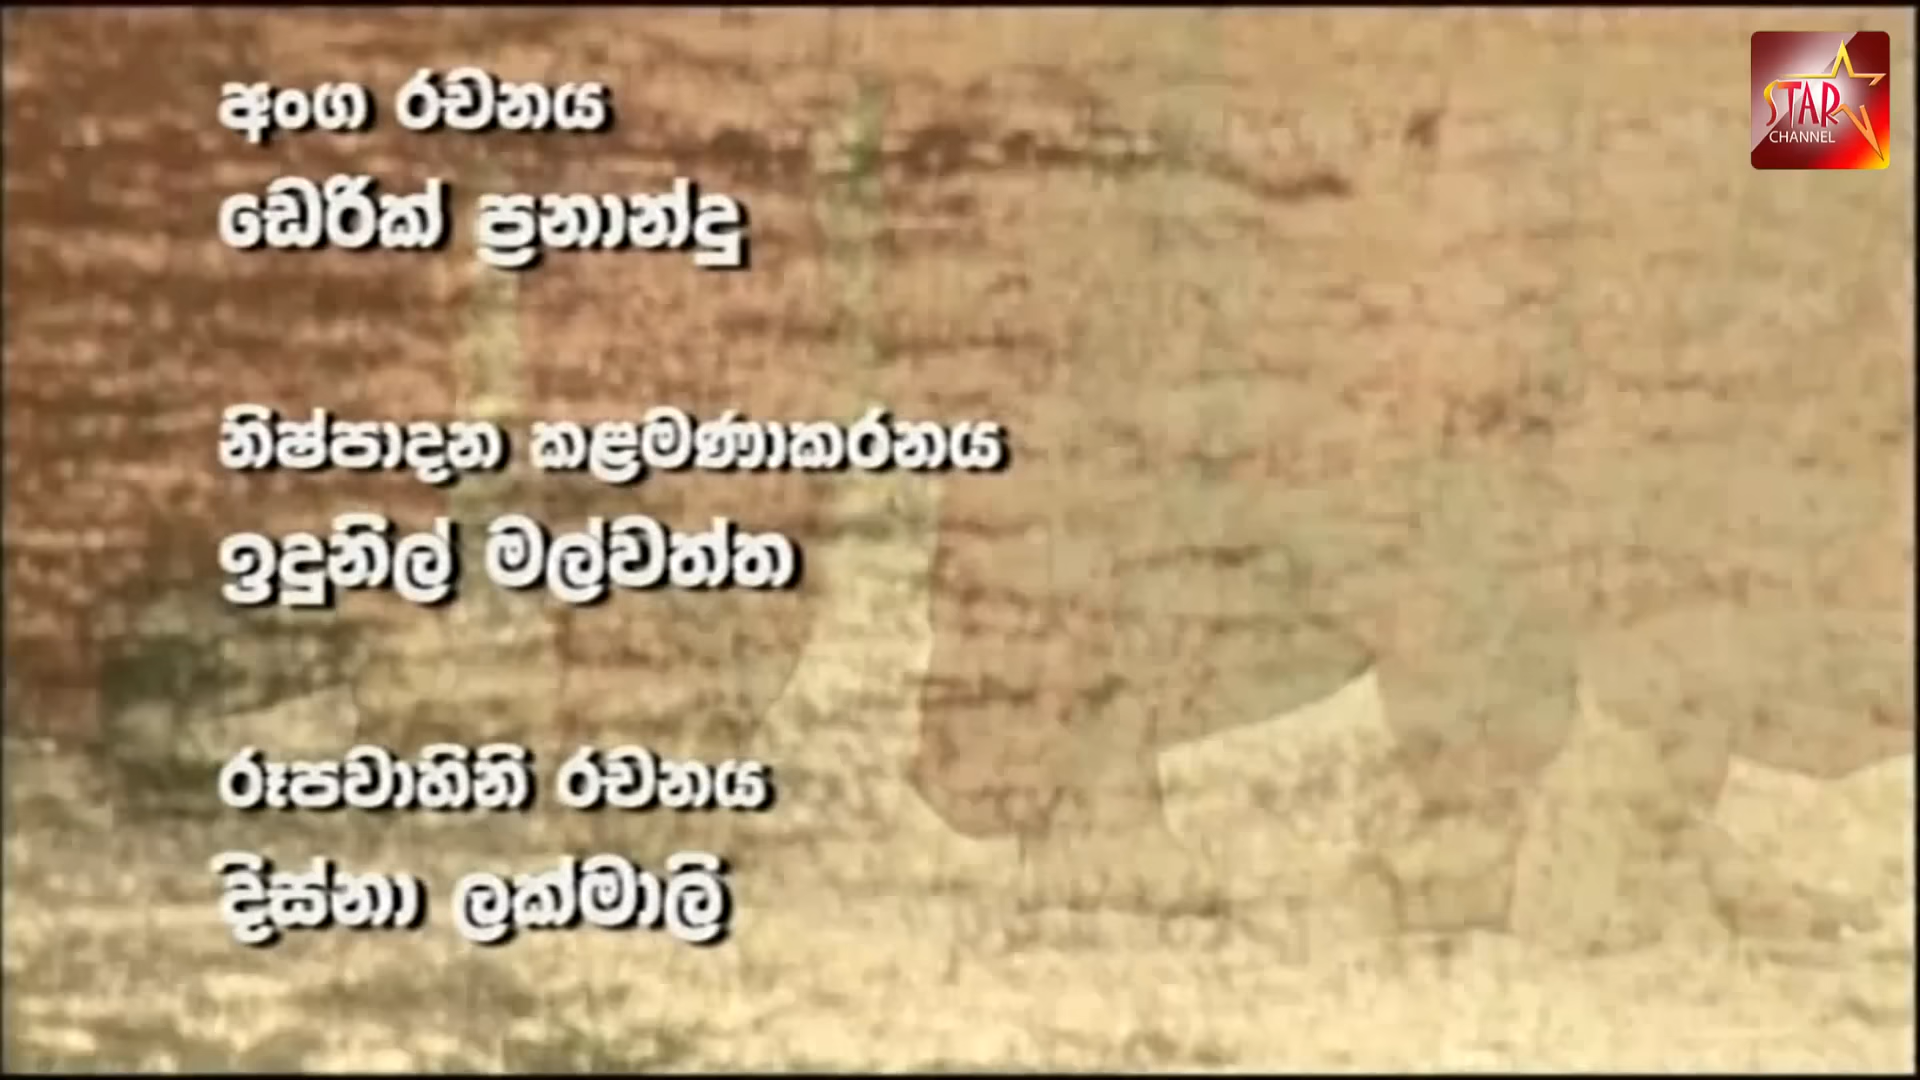 STAR
CHANNEL
අංග රචනය
ඩෙරික් ප්‍රනාන්දු
නිෂ්පාදන කළමණාකරනය
ඉදුනිල් මල්වත්ත
රූපවාහිනි රචනය
දිස්නා ලක්මාලි